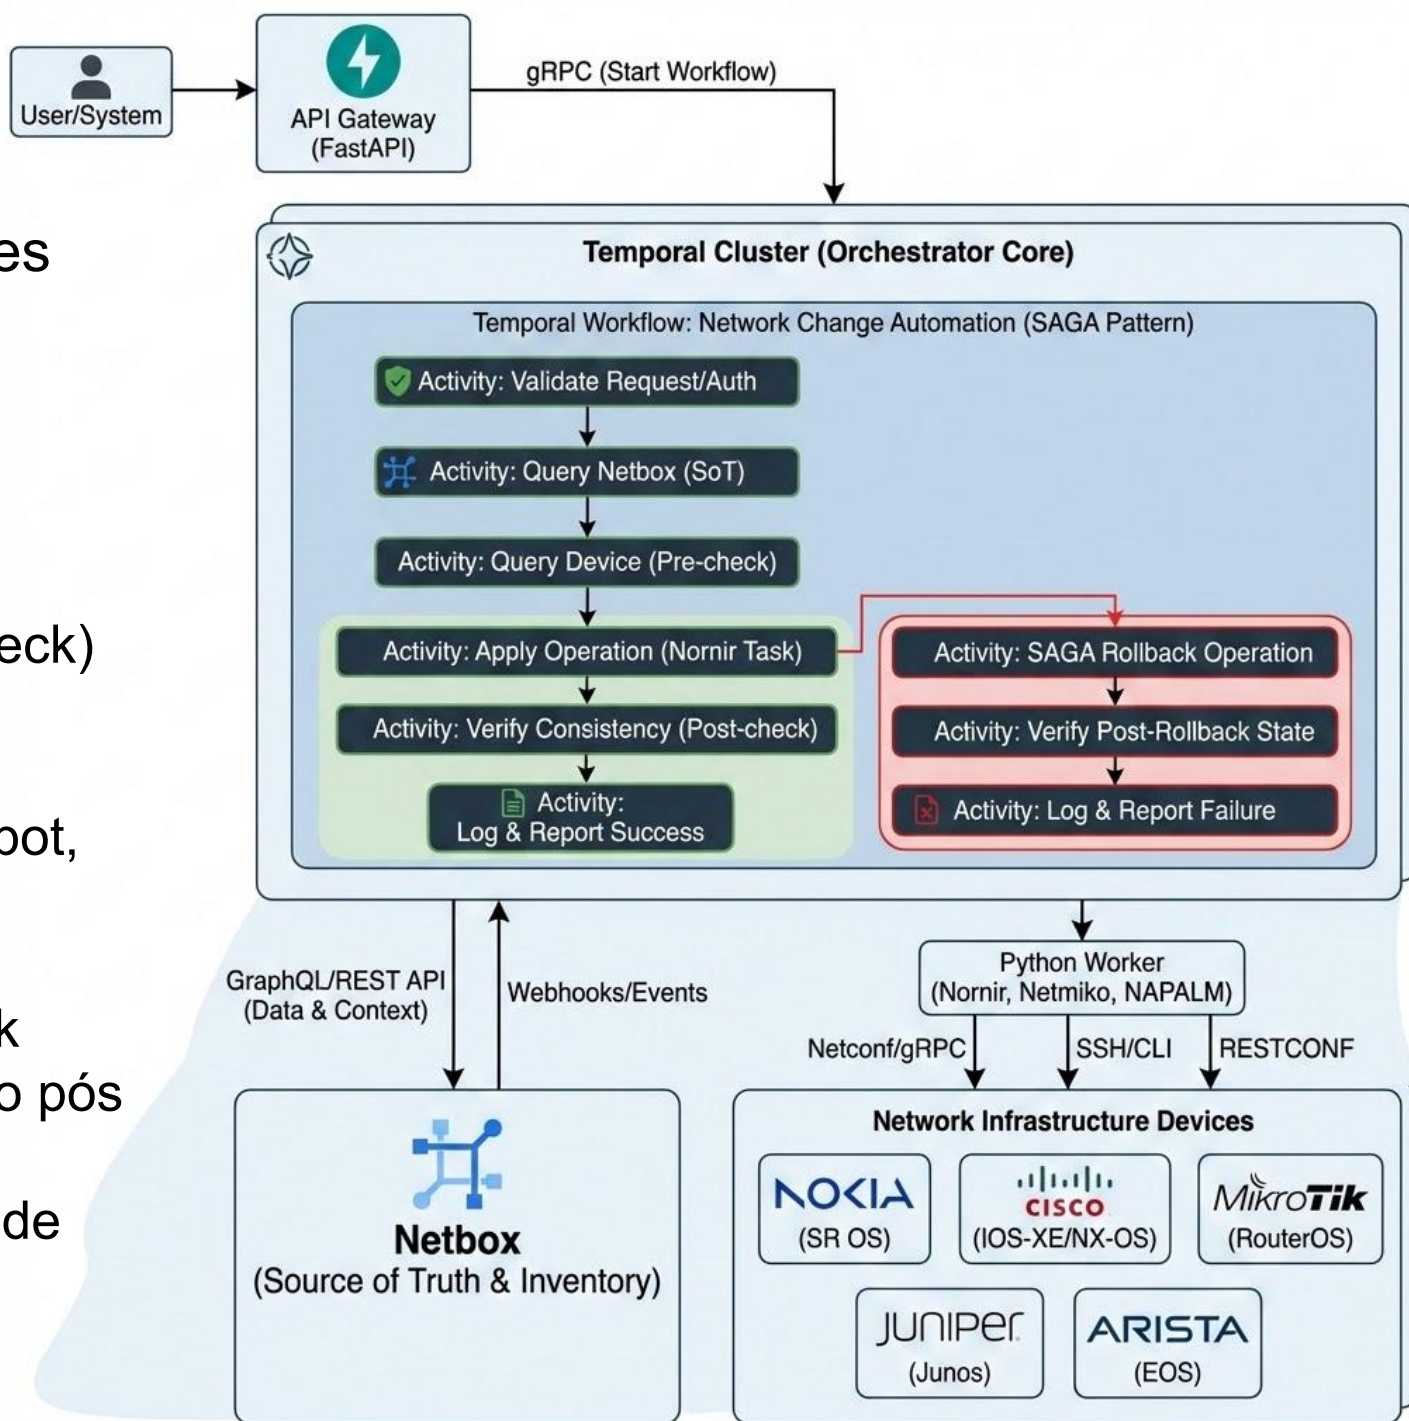 User/System
API Gateway
(FastAPI)
gRPC (Start Workflow)
es
eck)
oot,
k
o pós
de
Temporal Cluster (Orchestrator Core)
Temporal Workflow: Network Change Automation (SAGA Pattern)
Activity: Validate Request/Auth
Activity: Query Netbox (SoT)
Activity: Query Device (Pre-check)
Activity: Apply Operation (Nornir Task)
Activity: Verify Consistency (Post-check)
Activity:
Log & Report Success
Activity: SAGA Rollback Operation
Activity: Verify Post-Rollback State
Activity: Log & Report Failure
GraphQL/REST API
(Data & Context)
Webhooks/Events
Python Worker
(Nornir, Netmiko, NAPALM)
Netconf/gRPC
SSH/CLI
RESTCONF
Netbox
(Source of Truth & Inventory)
Network Infrastructure Devices
NOKIA
(SR OS)
CISCO
(IOS-XE/NX-OS)
MikroTik
(RouterOS)
JUNIPEr
(Junos)
ARISTA
(EOS)